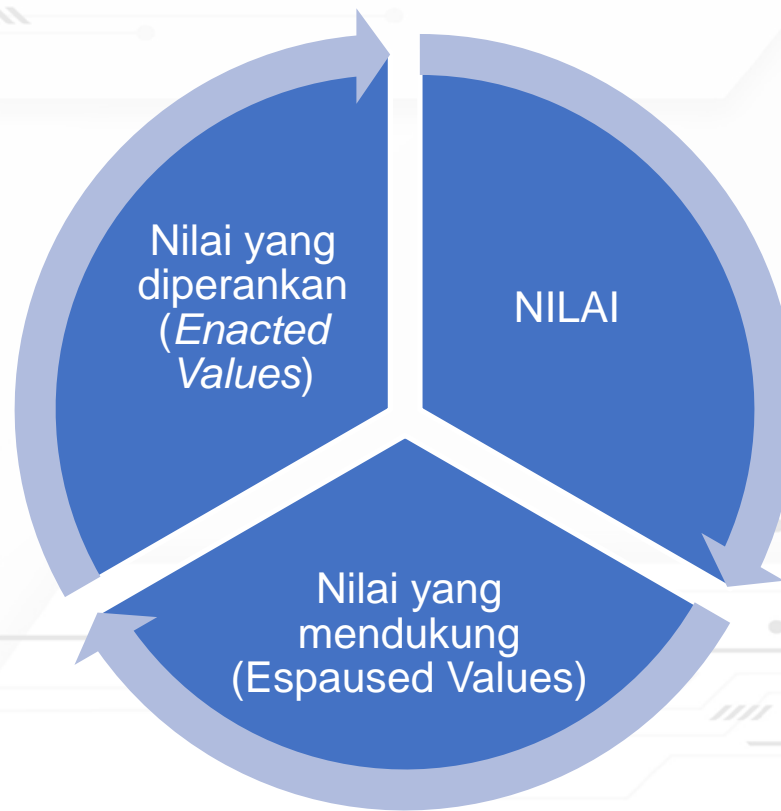 NILAI
Nilai yang
mendukung
(Espaused Values)
Nilai yang
diperankan
(Enacted
Values)